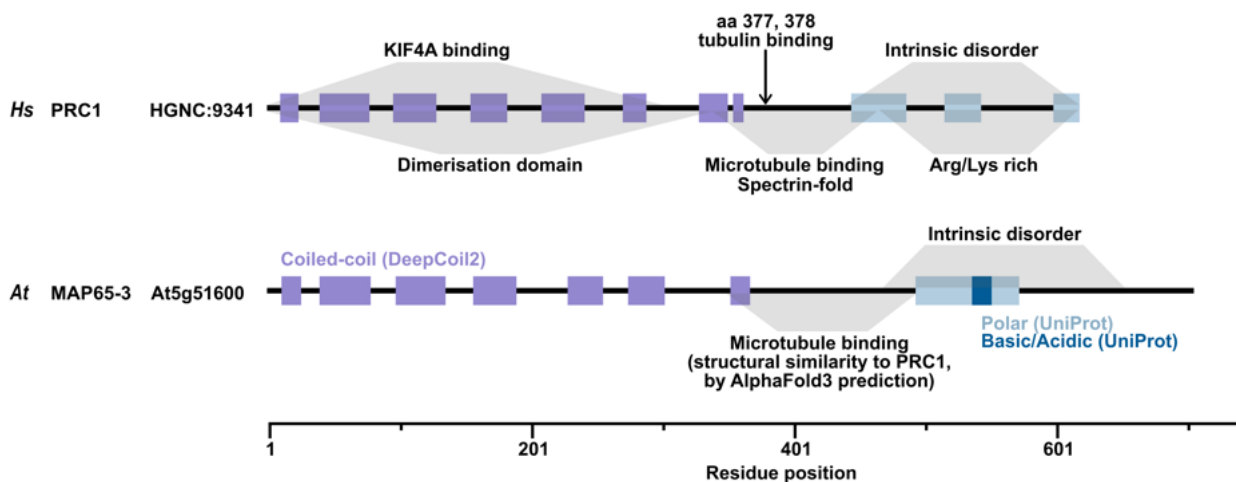 aa 377, 378
tubulin binding
KIF4A binding
Intrinsic disorder
Hs PRC1 HGNC:9341
Dimerisation domain
Microtubule binding
Spectrin-fold
Arg/Lys rich
Intrinsic disorder
Coiled-coil (DeepCoil2)
At MAP65-3 At5g51600
Polar (UniProt)
Basic/Acidic (UniProt)
Microtubule binding
(structural similarity to PRC1,
by AlphaFold3 prediction)
1 201 401 601
Residue position